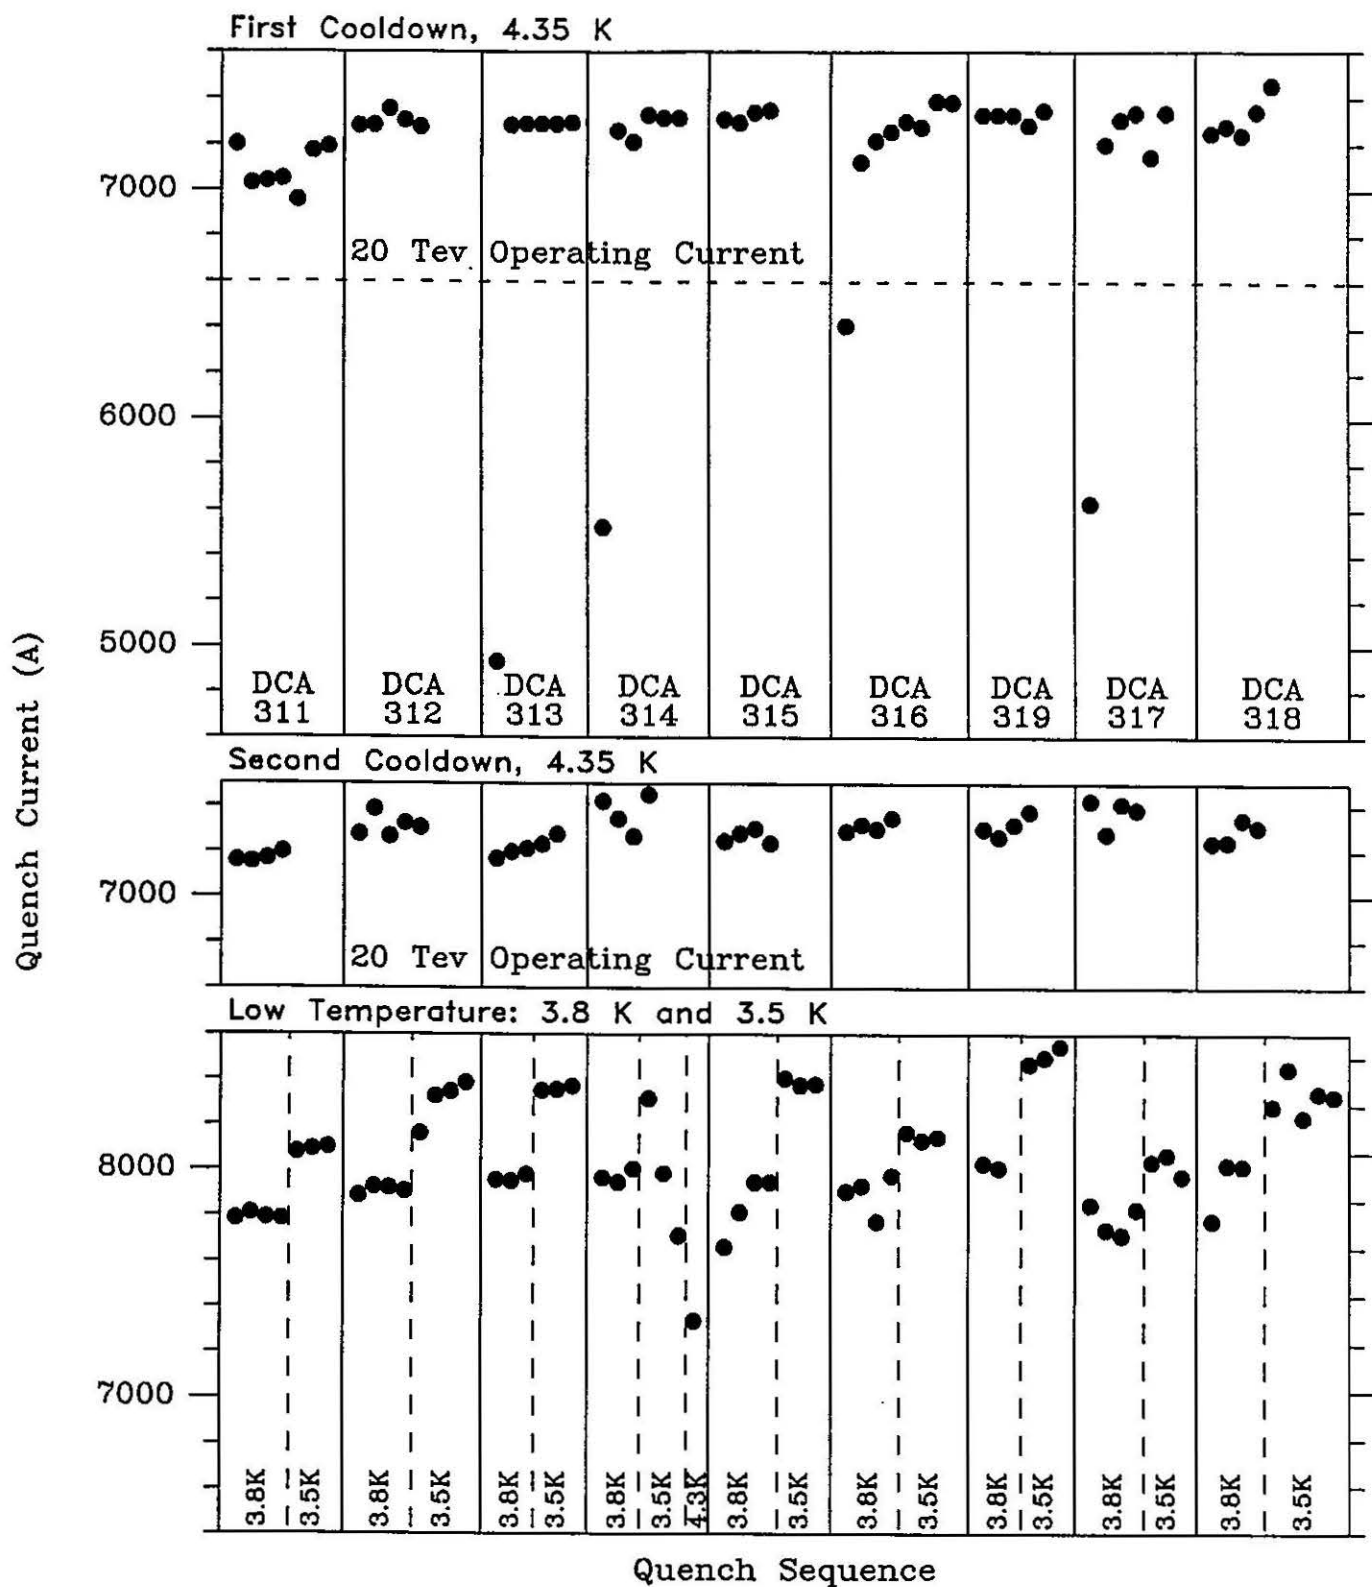 First Cooldown, 4.35 K
7000
20 Tev Operating Current
6000
5000
DCA DCA DCA DCA DCA DCA DCA DCA DCA
311 312 313 314 315 316 319 317 318
Quench Current (A)
Second Cooldown, 4.35 K
7000
20 Tev Operating Current
Low Temperature: 3.8 K and 3.5 K
8000
7000
3.8K 3.5K 3.8K 3.5K 3.8K 3.5K 3.8K 3.5K 4.3K 3.8K 3.5K 3.8K 3.5K 3.8K 3.5K 3.8K 3.5K 3.8K 3.5K
Quench Sequence